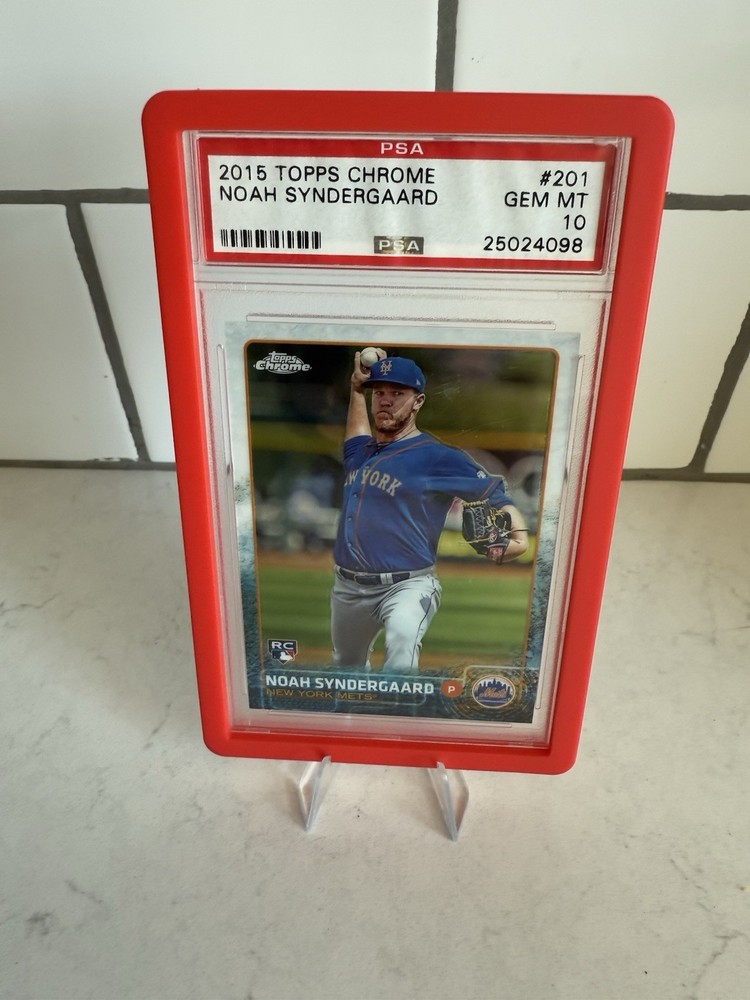 PSA
2015 TOPPS CHROME #201
NOAH SYNDERGAARD GEM MT
10
PSA 25024098
Topps
Chrome
NY
W YORK
RC
NOAH SYNDERGAARD P
NEW YORK METS
Mets